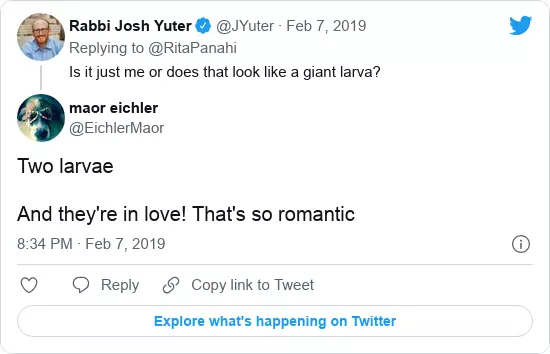 Rabbi Josh Yuter @JYuter · Feb 7, 2019
Replying to @RitaPanahi
Is it just me or does that look like a giant larva?
maor eichler
@EichlerMaor
Two larvae
And they're in love! That's so romantic
8:34 PM · Feb 7, 2019
Reply Copy link to Tweet
Explore what's happening on Twitter